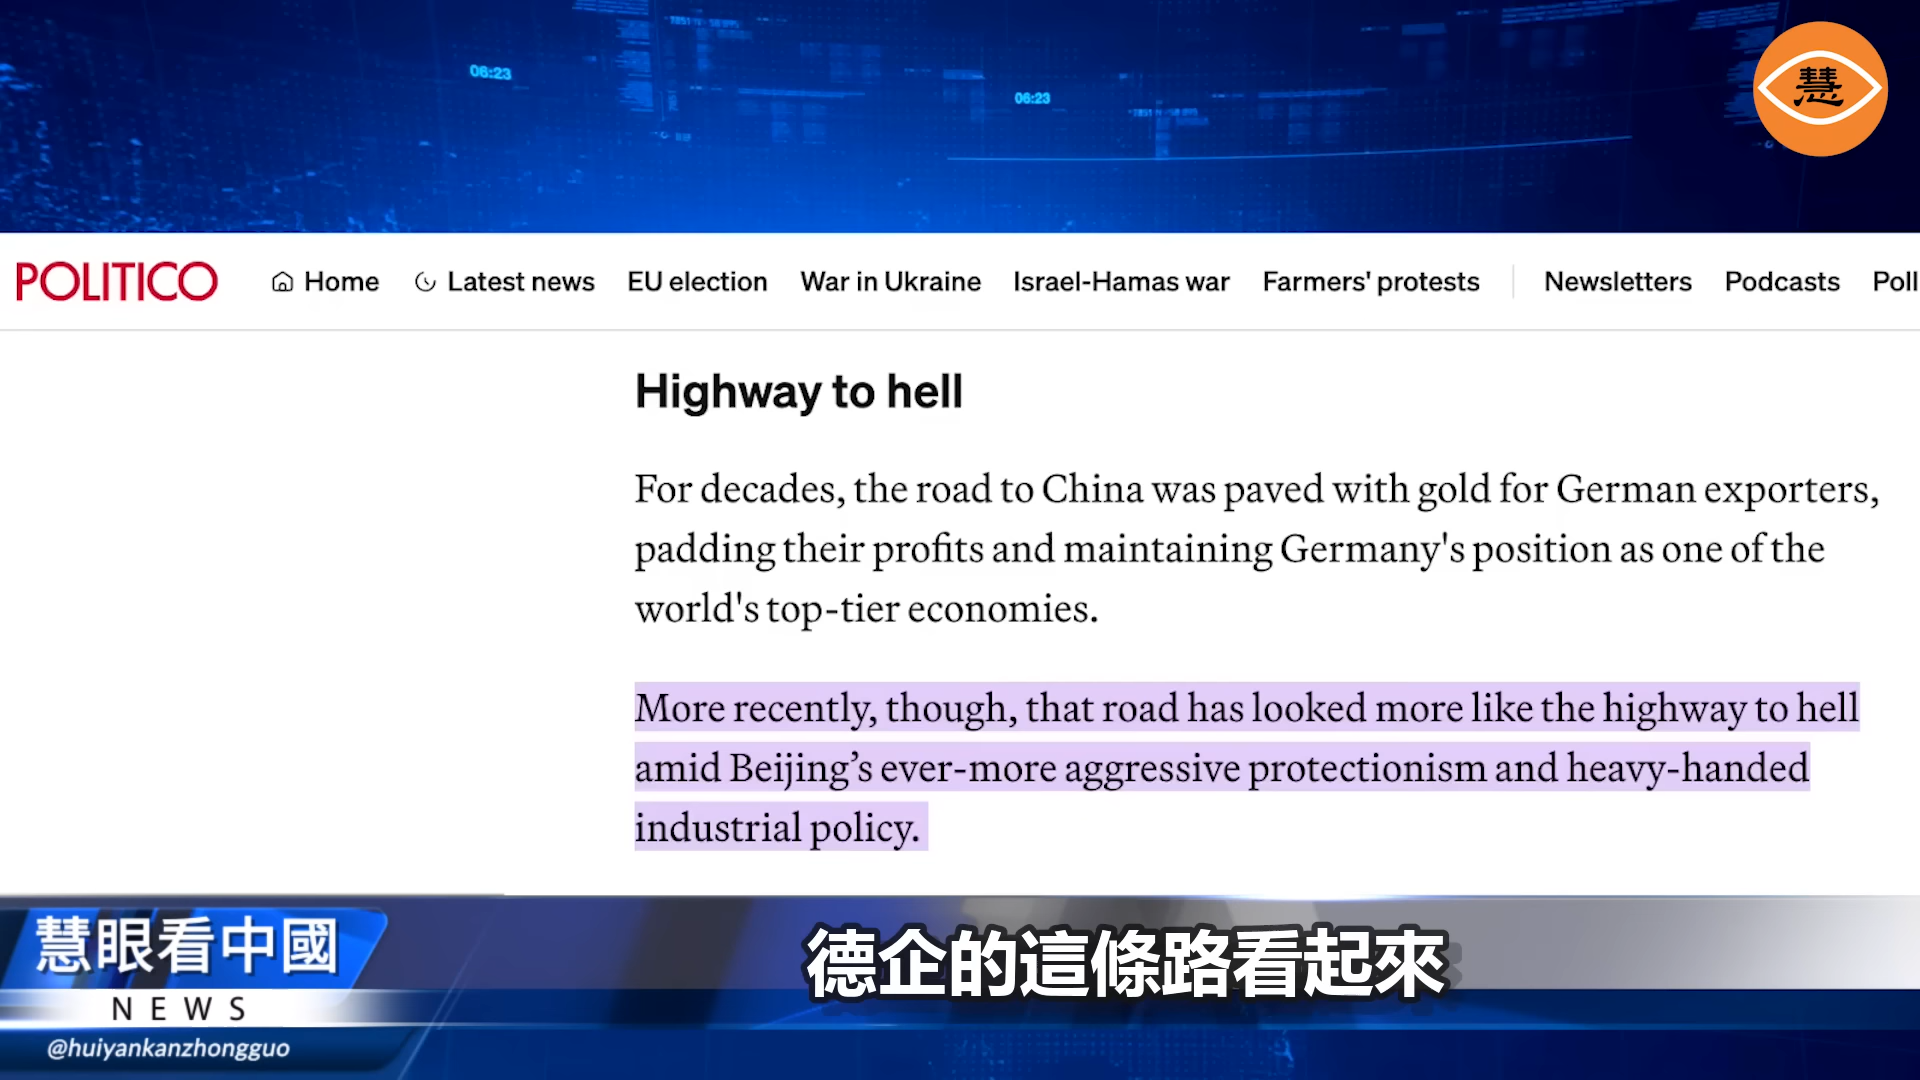 06:23
06:23
慧
POLITICO Home Latest news EU election War in Ukraine Israel-Hamas war Farmers' protests Newsletters Podcasts Poll
Highway to hell
For decades, the road to China was paved with gold for German exporters,
padding their profits and maintaining Germany's position as one of the
world's top-tier economies.
More recently, though, that road has looked more like the highway to hell
amid Beijing’s ever-more aggressive protectionism and heavy-handed
industrial policy.
慧眼看中國
NEWS
@huiyankanzhongguo
德企的這條路看起來